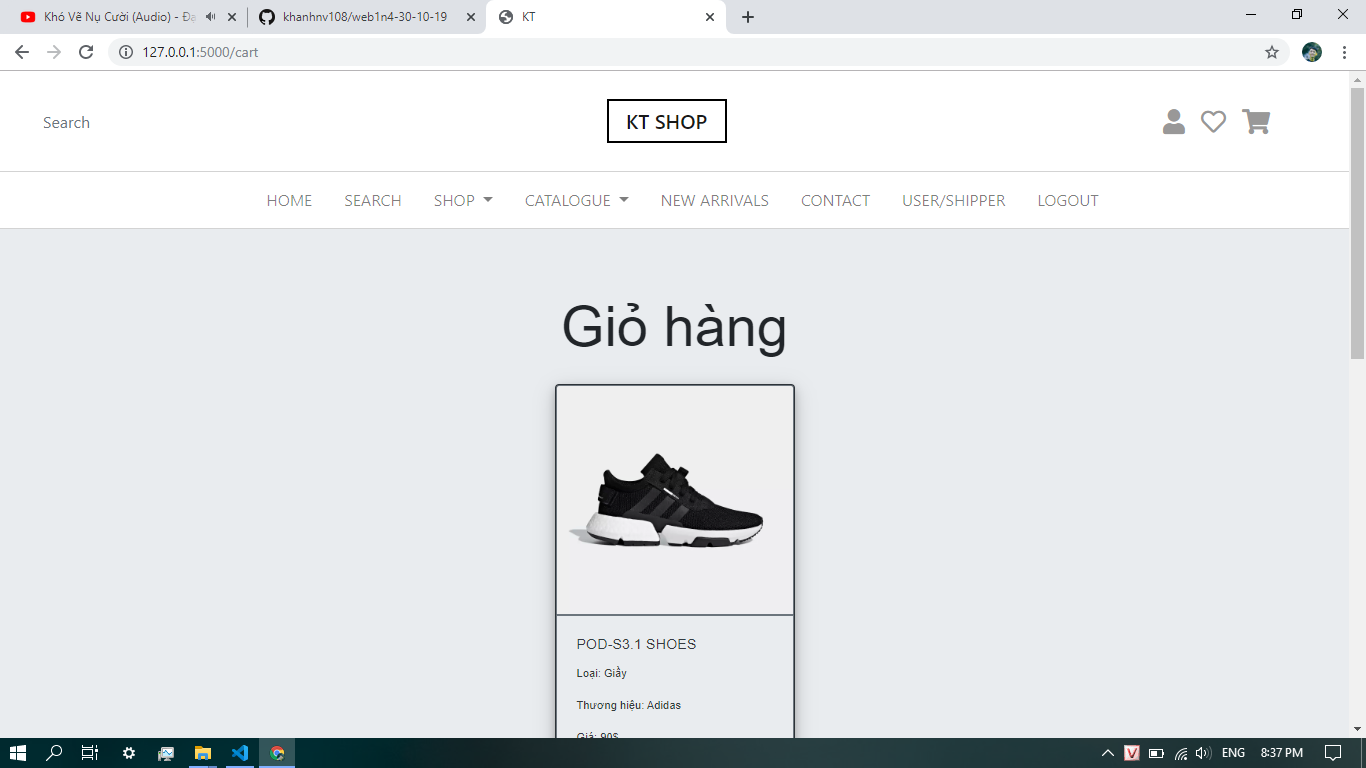 Khó Vẽ Nụ Cười (Audio) - Đa
khanhnv108/web1n4-30-10-19
KT
127.0.0.1:5000/cart
Search
KT SHOP
HOME SEARCH SHOP CATALOGUE NEW ARRIVALS CONTACT USER/SHIPPER LOGOUT
Giỏ hàng
POD-S3.1 SHOES
Loại: Giầy
Thương hiệu: Adidas
Giá: 90$
V ENG 8:37 PM